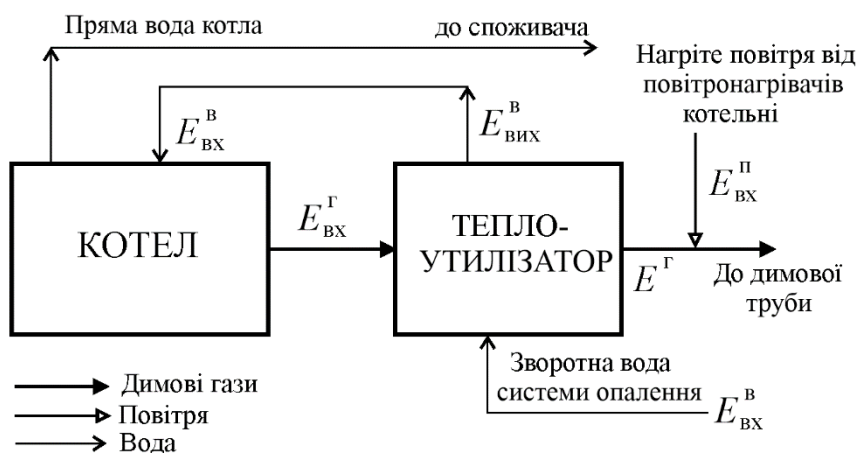 Пряма вода котла
до споживача
Нагріте повітря від
повітронагрівачів
котельні
E вх в
E вих в
E вх п
КОТЕЛ
E вх г
ТЕПЛО-
УТИЛІЗАТОР
E г
До димової
труби
Зворотна вода
системи опалення
E вх в
Димові гази
Повітря
Вода